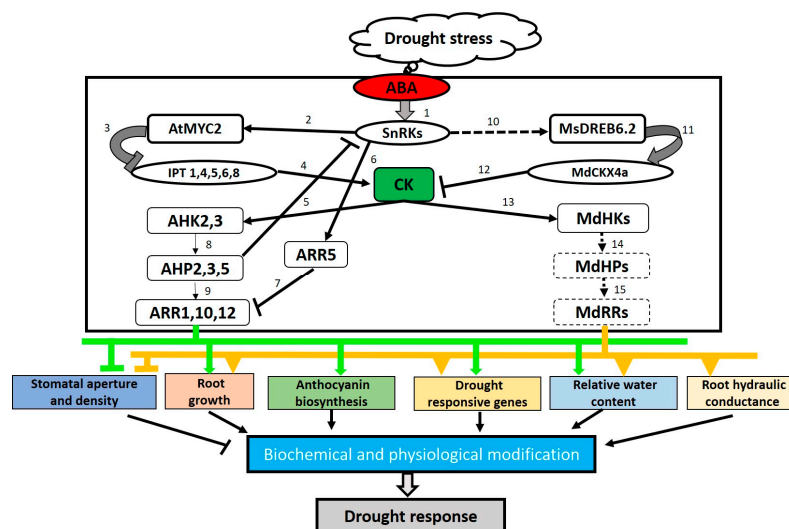 Drought stress
ABA
1
SnRKs
2
10
3
AtMYC2
MsDREB6.2
11
IPT 1,4,5,6,8
4
6
CK
12
MdCKX4a
5
13
AHK2,3
MdHKs
8
14
ARR5
AHP2,3,5
MdHPs
7
9
15
ARR1,10,12
MdRRs
Stomatal aperture
and density
Root
growth
Anthocyanin
biosynthesis
Drought
responsive genes
Relative water
content
Root hydraulic
conductance
Biochemical and physiological modification
Drought response